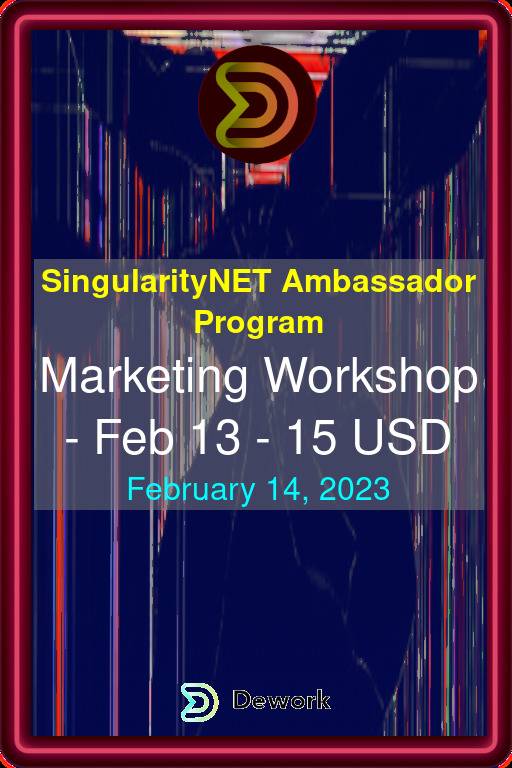 SingularityNET Ambassador
Program
Marketing Workshop
- Feb 13 - 15 USD
February 14, 2023
Dework